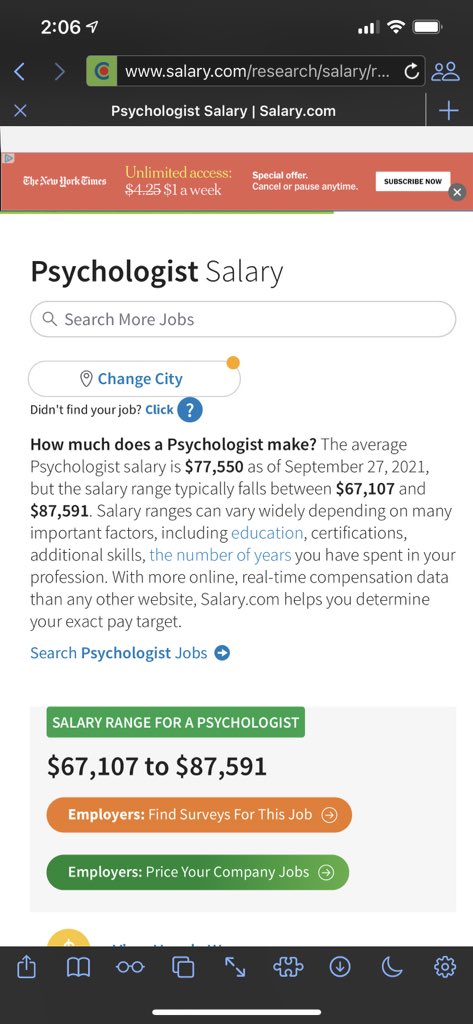 2:06
www.salary.com/research/salary/r...
Psychologist Salary | Salary.com
The New York Times
Unlimited access:
$4.25 $1 a week
Special offer.
Cancel or pause anytime.
SUBSCRIBE NOW
Psychologist Salary
Search More Jobs
Change City
Didn't find your job? Click ?
How much does a Psychologist make? The average
Psychologist salary is $77,550 as of September 27, 2021,
but the salary range typically falls between $67,107 and
$87,591. Salary ranges can vary widely depending on many
important factors, including education, certifications,
additional skills, the number of years you have spent in your
profession. With more online, real-time compensation data
than any other website, Salary.com helps you determine
your exact pay target.
Search Psychologist Jobs
SALARY RANGE FOR A PSYCHOLOGIST
$67,107 to $87,591
Employers: Find Surveys For This Job
Employers: Price Your Company Jobs